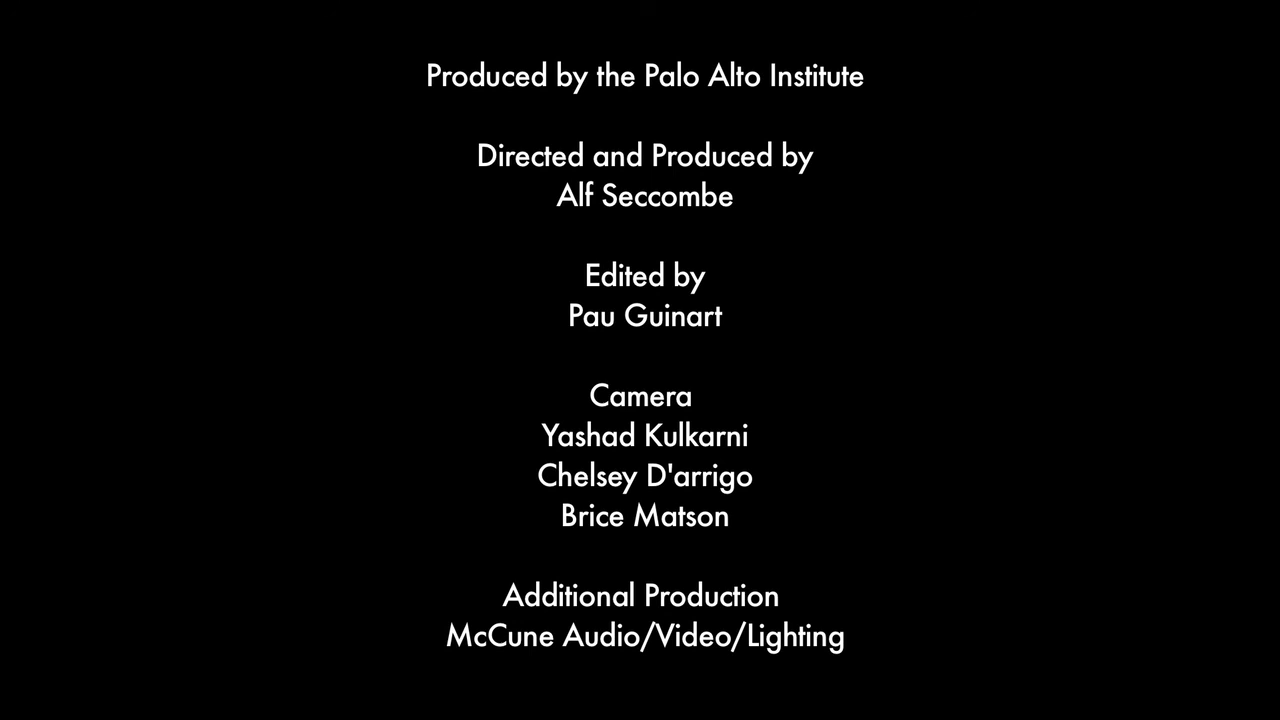 Produced by the Palo Alto Institute
Directed and Produced by
Alf Seccombe
Edited by
Pau Guinart
Camera
Yashad Kulkarni
Chelsey D'arrigo
Brice Matson
Additional Production
McCune Audio/Video/Lighting